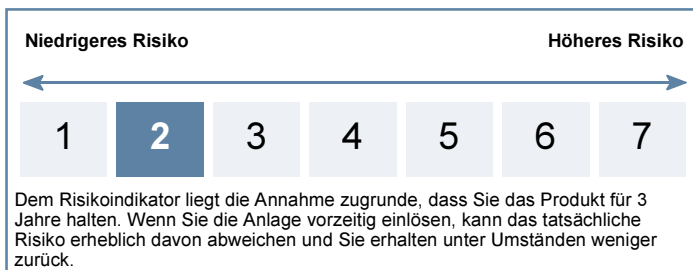 Niedrigeres Risiko Höheres Risiko
1 2 3 4 5 6 7
Dem Risikoindikator liegt die Annahme zugrunde, dass Sie das Produkt für 3
Jahre halten. Wenn Sie die Anlage vorzeitig einlösen, kann das tatsächliche
Risiko erheblich davon abweichen und Sie erhalten unter Umständen weniger
zurück.